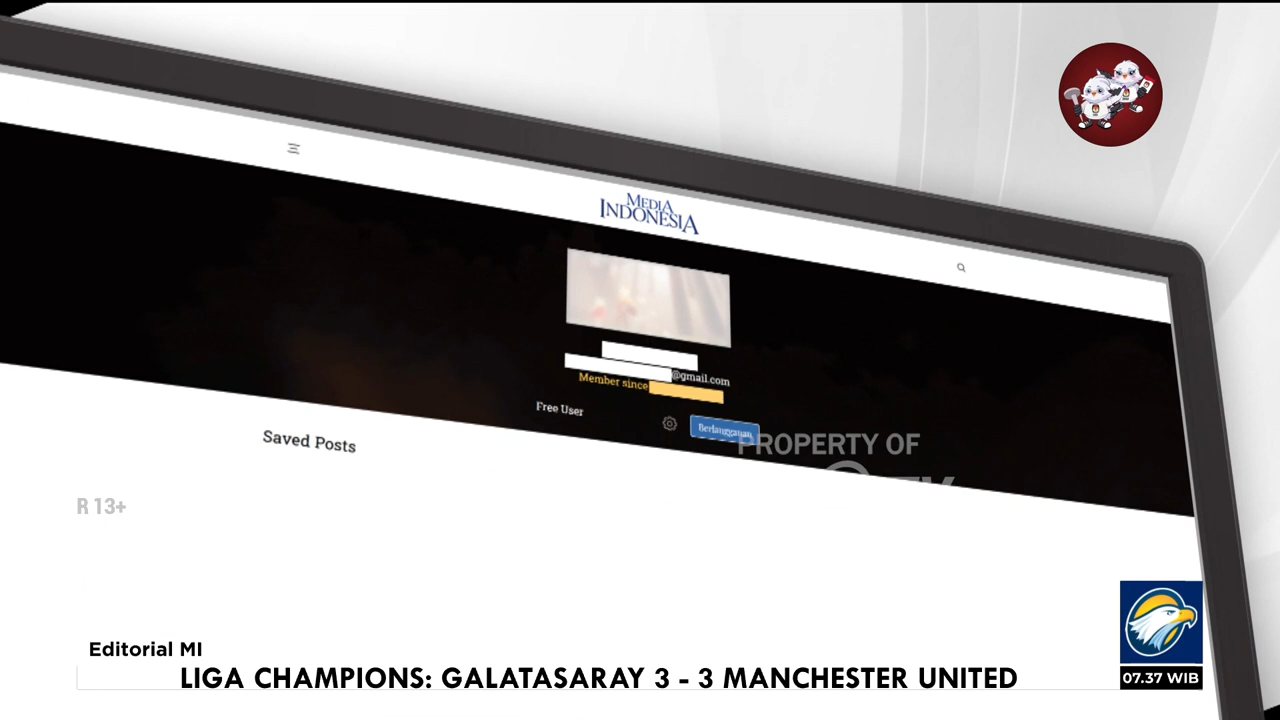 MEDIA
INDONESIA
@gmail.com
Member since
Free User
Berlangganan
Saved Posts
PROPERTY OF
R 13+
Editorial MI
LIGA CHAMPIONS: GALATASARAY 3 - 3 MANCHESTER UNITED
07.37 WIB